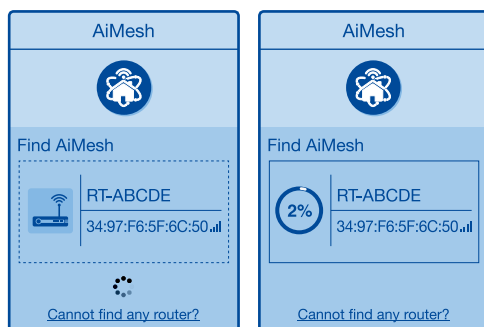 AiMesh
Find AiMesh
RT-ABCDE
34:97:F6:5F:6C:50
Cannot find any router?
AiMesh
Find AiMesh
2%
RT-ABCDE
34:97:F6:5F:6C:50
Cannot find any router?